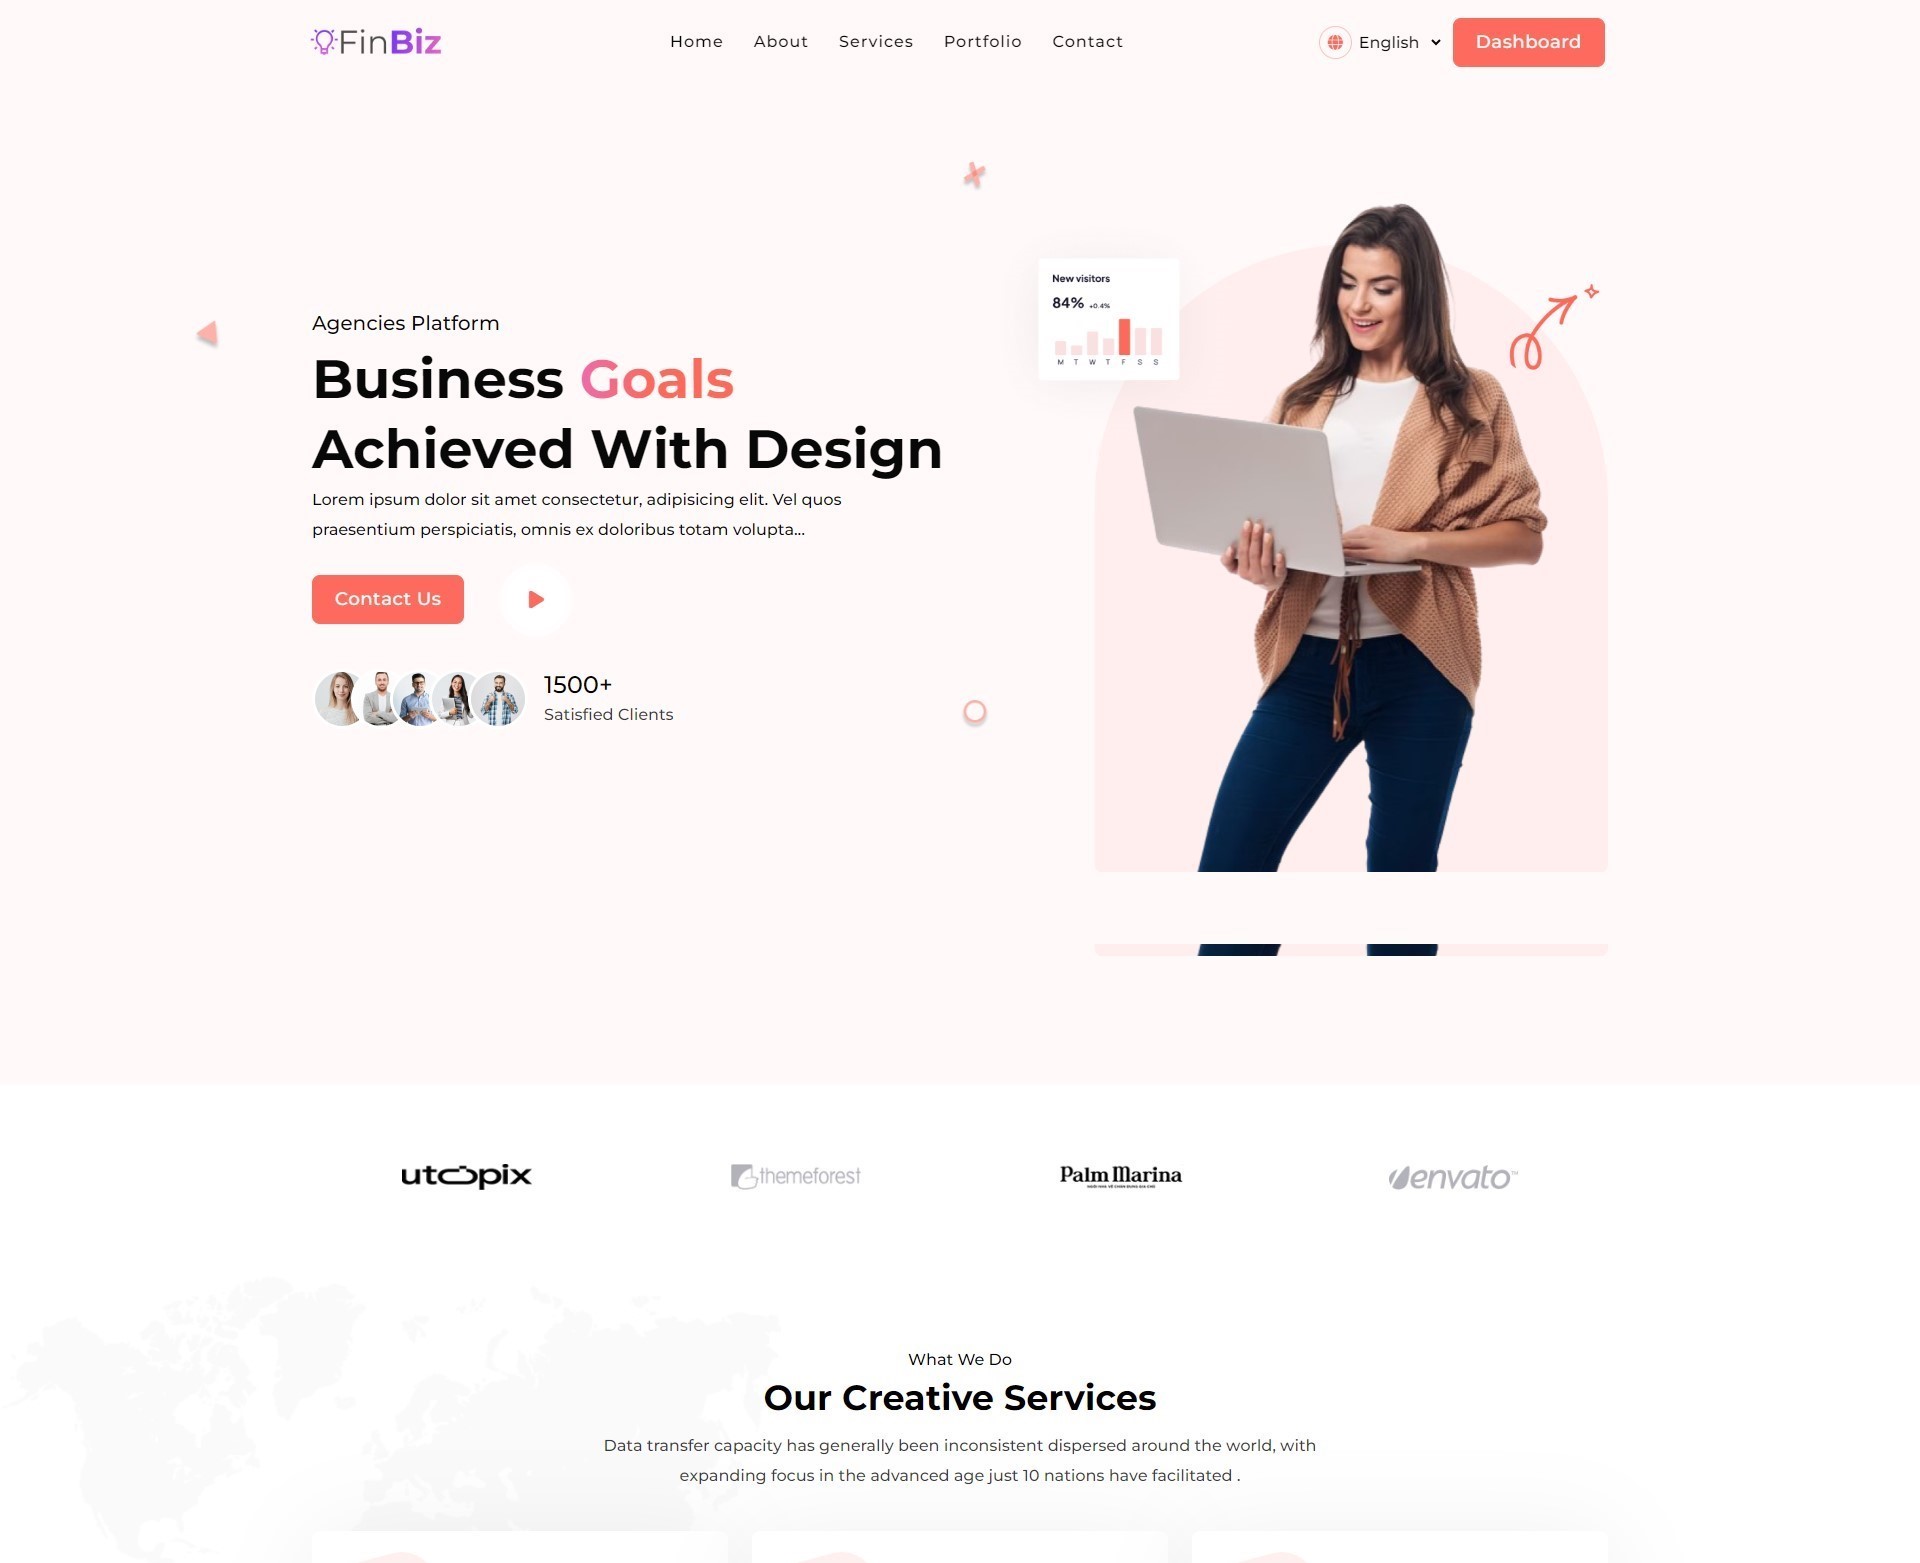 FinBiz
Home About Services Portfolio Contact
English
Dashboard
New visitors
84% +0.4%
M T W T F S S
Agencies Platform
Business Goals
Achieved With Design
Lorem ipsum dolor sit amet consectetur, adipisicing elit. Vel quos
praesentium perspiciatis, omnis ex doloribus totam volupta...
Contact Us
1500+
Satisfied Clients
utopix
themeforest
Palm Marina
envato™
What We Do
Our Creative Services
Data transfer capacity has generally been inconsistent dispersed around the world, with
expanding focus in the advanced age just 10 nations have facilitated .